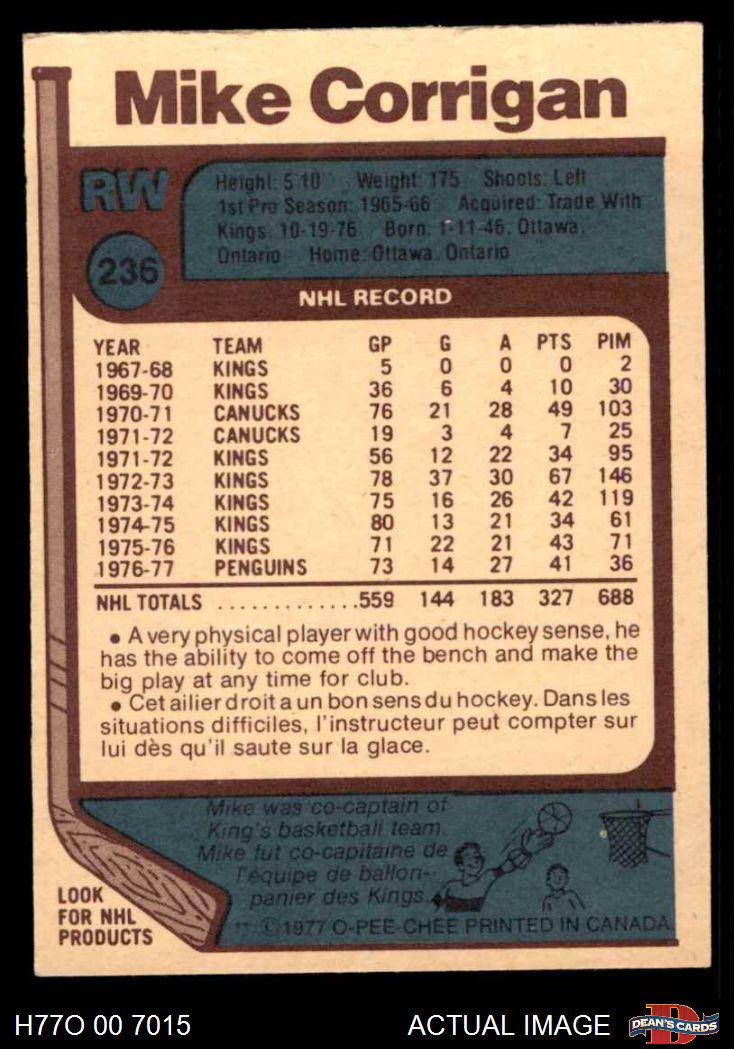 Mike Corrigan
RW
Height: 5'10" Weight: 175 Shoots: Left
1st Pro Season: 1965-66 Acquired: Trade With
Kings, 10-19-76 Born: 1-11-46, Ottawa,
Ontario Home: Ottawa, Ontario
236
NHL RECORD
YEAR TEAM GP G A PTS PIM
1967-68 KINGS 5 0 0 0 2
1969-70 KINGS 36 6 4 10 30
1970-71 CANUCKS 76 21 28 49 103
1971-72 CANUCKS 19 3 4 7 25
1971-72 KINGS 56 12 22 34 95
1972-73 KINGS 78 37 30 67 146
1973-74 KINGS 75 16 26 42 119
1974-75 KINGS 80 13 21 34 61
1975-76 KINGS 71 22 21 43 71
1976-77 PENGUINS 73 14 27 41 36
NHL TOTALS ............559 144 183 327 688
• A very physical player with good hockey sense, he
has the ability to come off the bench and make the
big play at any time for club.
• Cet ailier droit a un bon sens du hockey. Dans les
situations difficiles, l'instructeur peut compter sur
lui dès qu'il saute sur la glace.
Mike was co-captain of
King's basketball team.
Mike fut co-capitaine de
l'équipe de ballon-
panier des Kings.
LOOK
FOR NHL
PRODUCTS
©1977 O-PEE-CHEE PRINTED IN CANADA
H77O 00 7015
ACTUAL IMAGE
D
DEAN'S CARDS